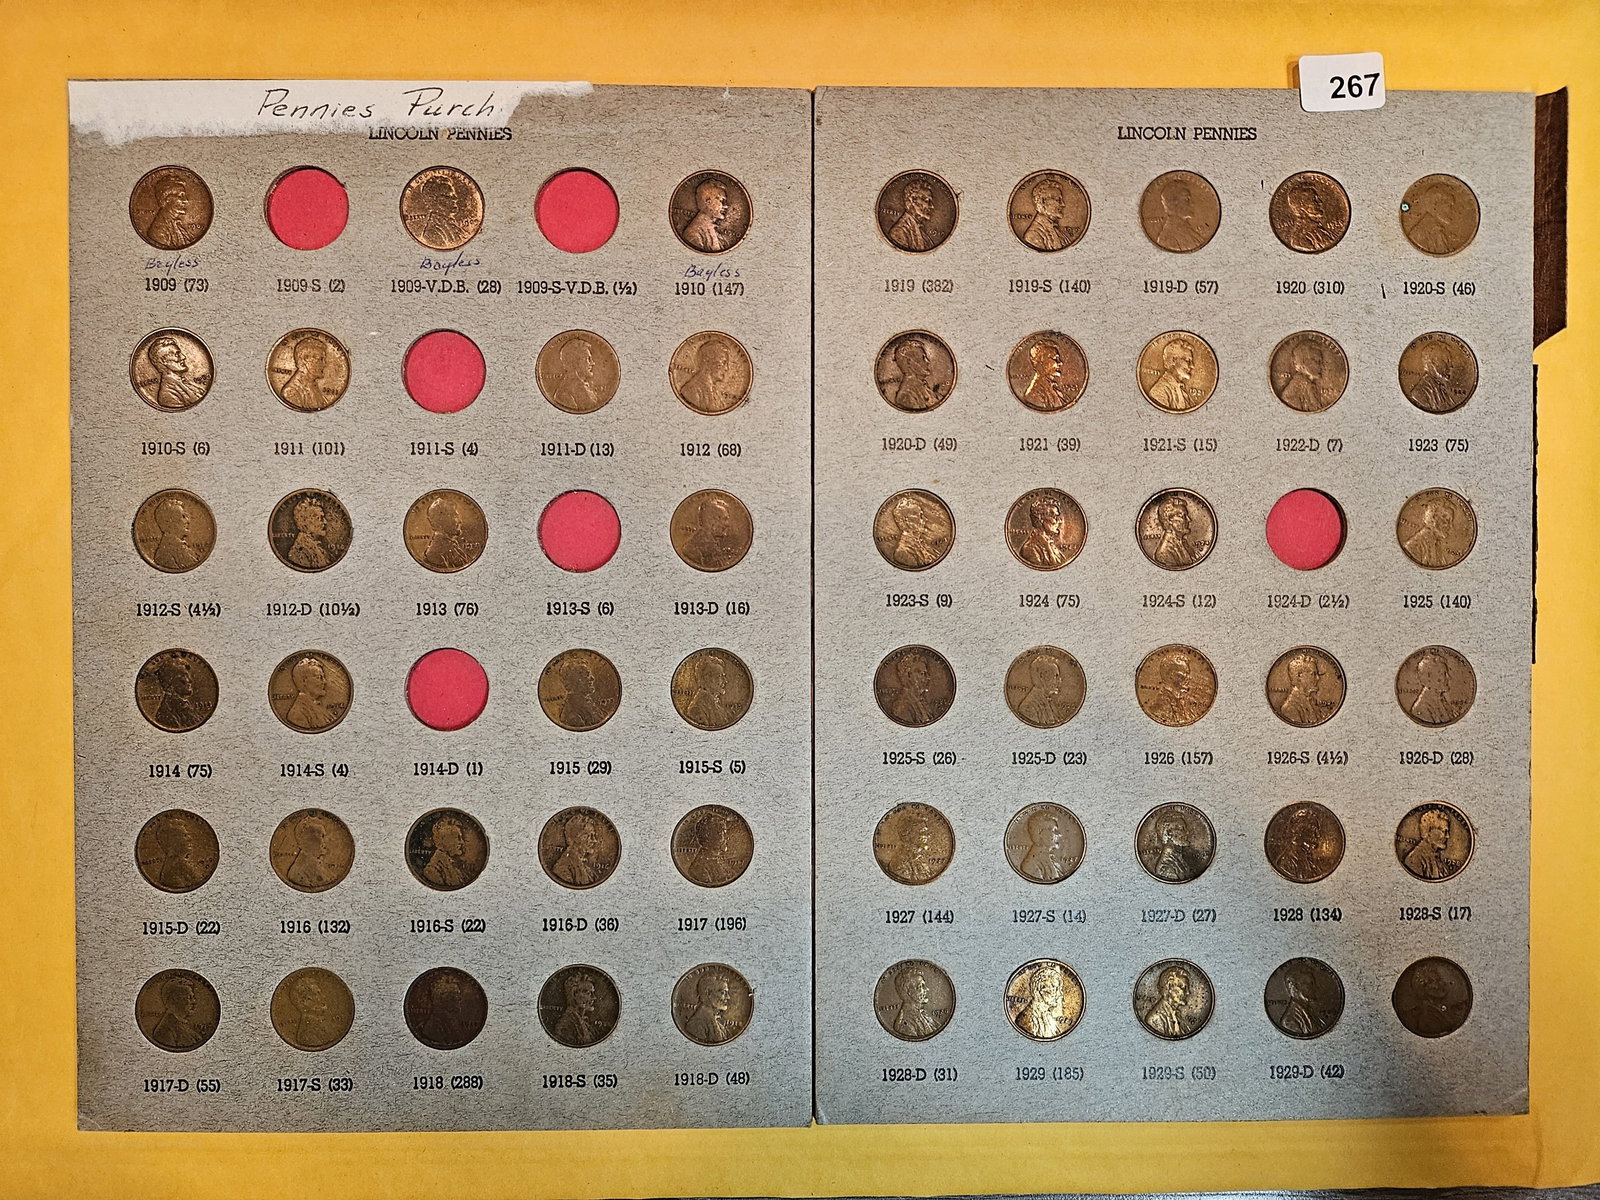 267
Pennies Purch
LINCOLN PENNIES
Bayless Bayless Bayless
1909 (73) 1909-S (2) 1909-V.D.B. (28) 1909-S-V.D.B. (½) 1910 (147)
1910-S (6) 1911 (101) 1911-S (4) 1911-D (13) 1912 (68)
1912-S (4½) 1912-D (10½) 1913 (76) 1913-S (6) 1913-D (16)
1914 (75) 1914-S (4) 1914-D (1) 1915 (29) 1915-S (5)
1915-D (22) 1916 (132) 1916-S (22) 1916-D (36) 1917 (196)
1917-D (55) 1917-S (33) 1918 (288) 1918-S (35) 1918-D (48)
LINCOLN PENNIES
1919 (382) 1919-S (140) 1919-D (57) 1920 (310) 1920-S (46)
1920-D (49) 1921 (39) 1921-S (15) 1922-D (7) 1923 (75)
1923-S (9) 1924 (75) 1924-S (12) 1924-D (2½) 1925 (140)
1925-S (26) 1925-D (23) 1926 (157) 1926-S (4½) 1926-D (28)
1927 (144) 1927-S (14) 1927-D (27) 1928 (134) 1928-S (17)
1928-D (31) 1929 (185) 1929-S (50) 1929-D (42)